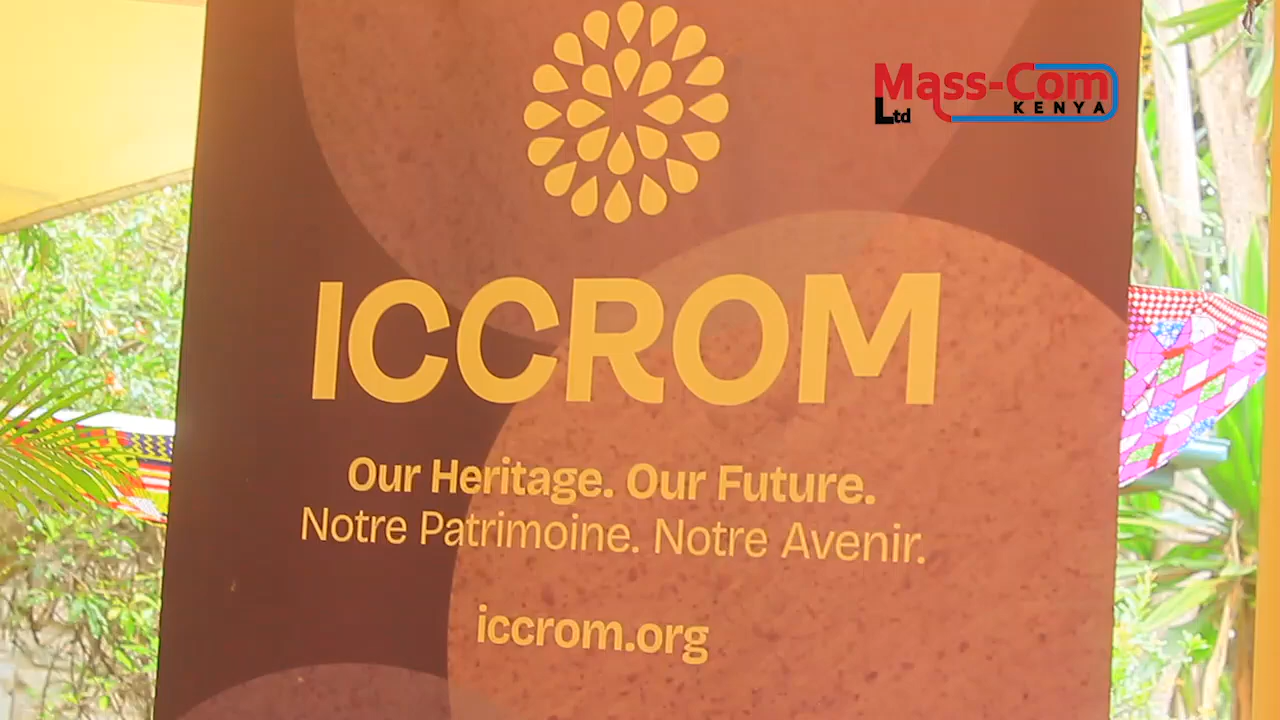 Mass-Com
Ltd KENYA
ICCROM
Our Heritage. Our Future.
Notre Patrimoine. Notre Avenir.
iccrom.org